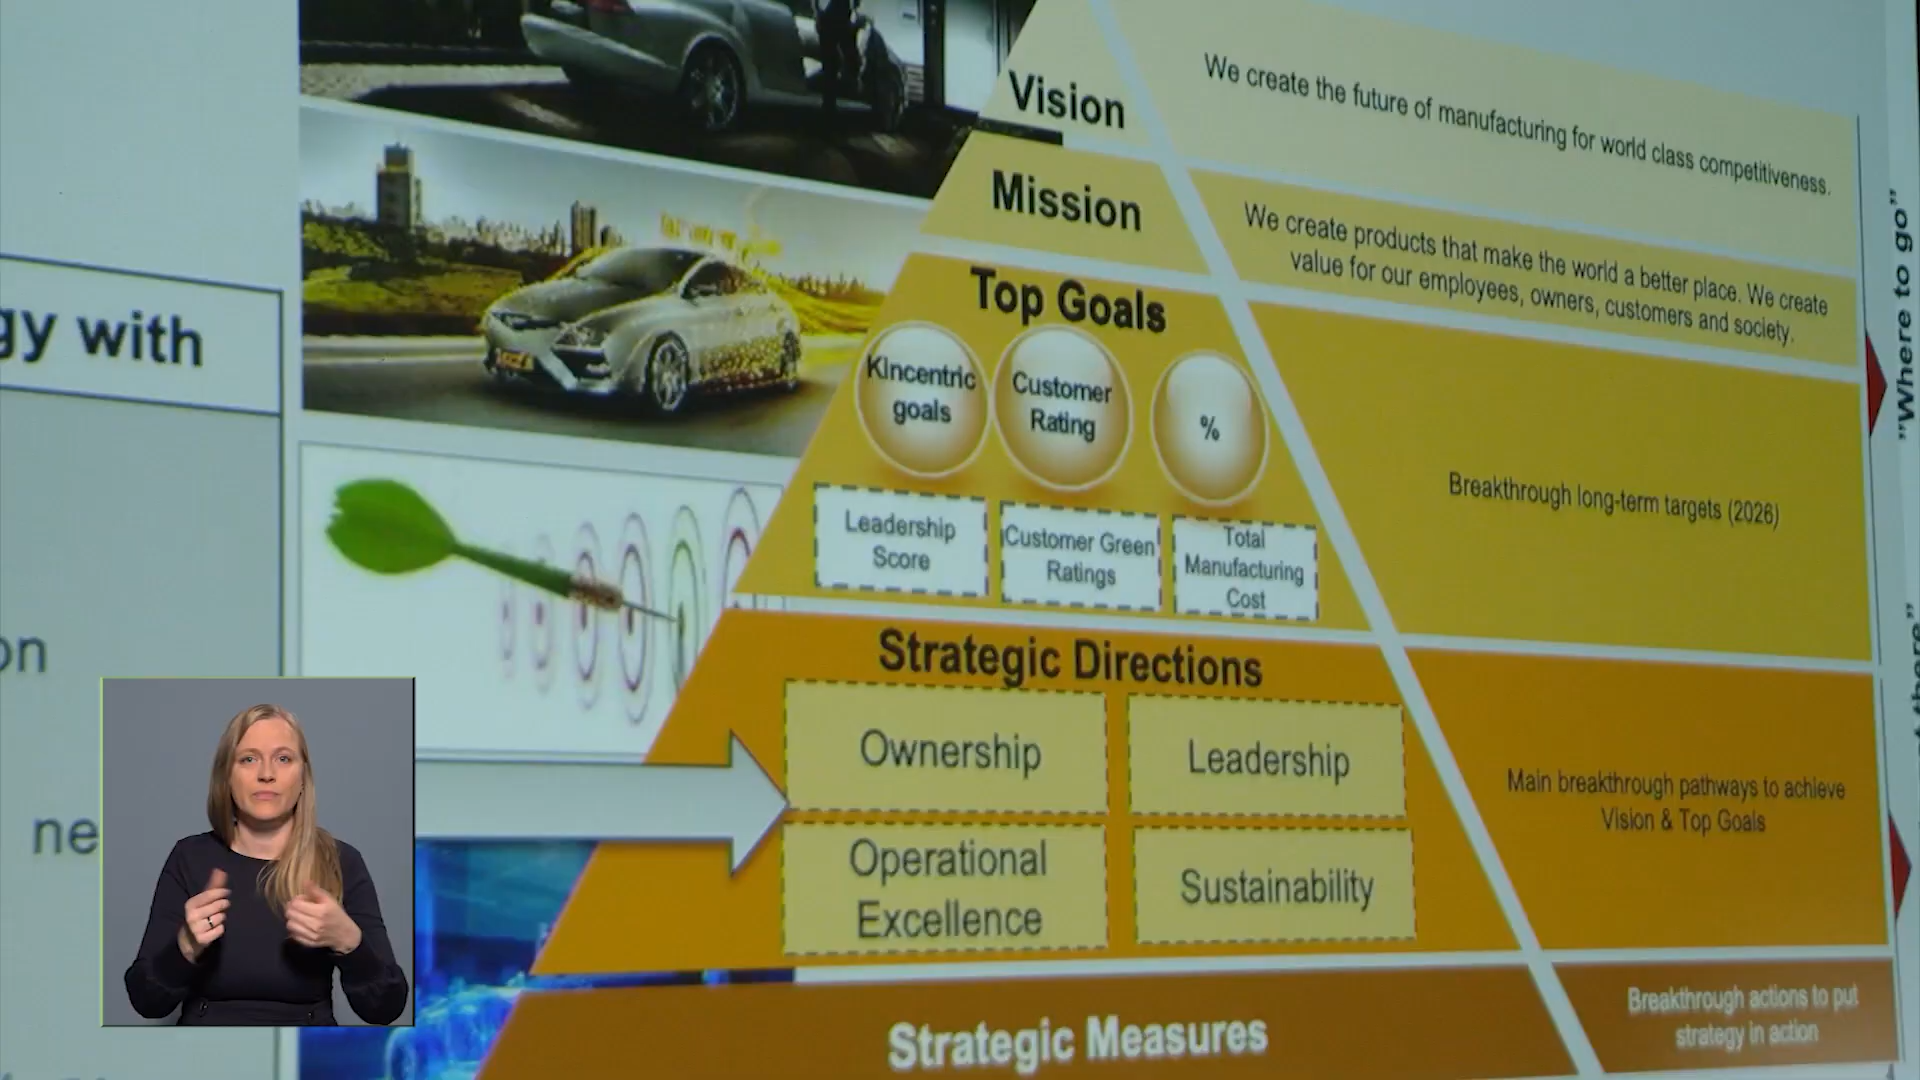 gy with
on
ne
Vision
We create the future of manufacturing for world class competitiveness.
Mission
We create products that make the world a better place. We create
value for our employees, owners, customers and society.
Top Goals
Kincentric
goals
Customer
Rating
%
Leadership
Score
Customer Green
Ratings
Total
Manufacturing
Cost
Breakthrough long-term targets (2026)
Strategic Directions
Ownership
Leadership
Operational
Excellence
Sustainability
Main breakthrough pathways to achieve
Vision & Top Goals
Strategic Measures
Breakthrough actions to put
strategy in action
"Where to go"
there"